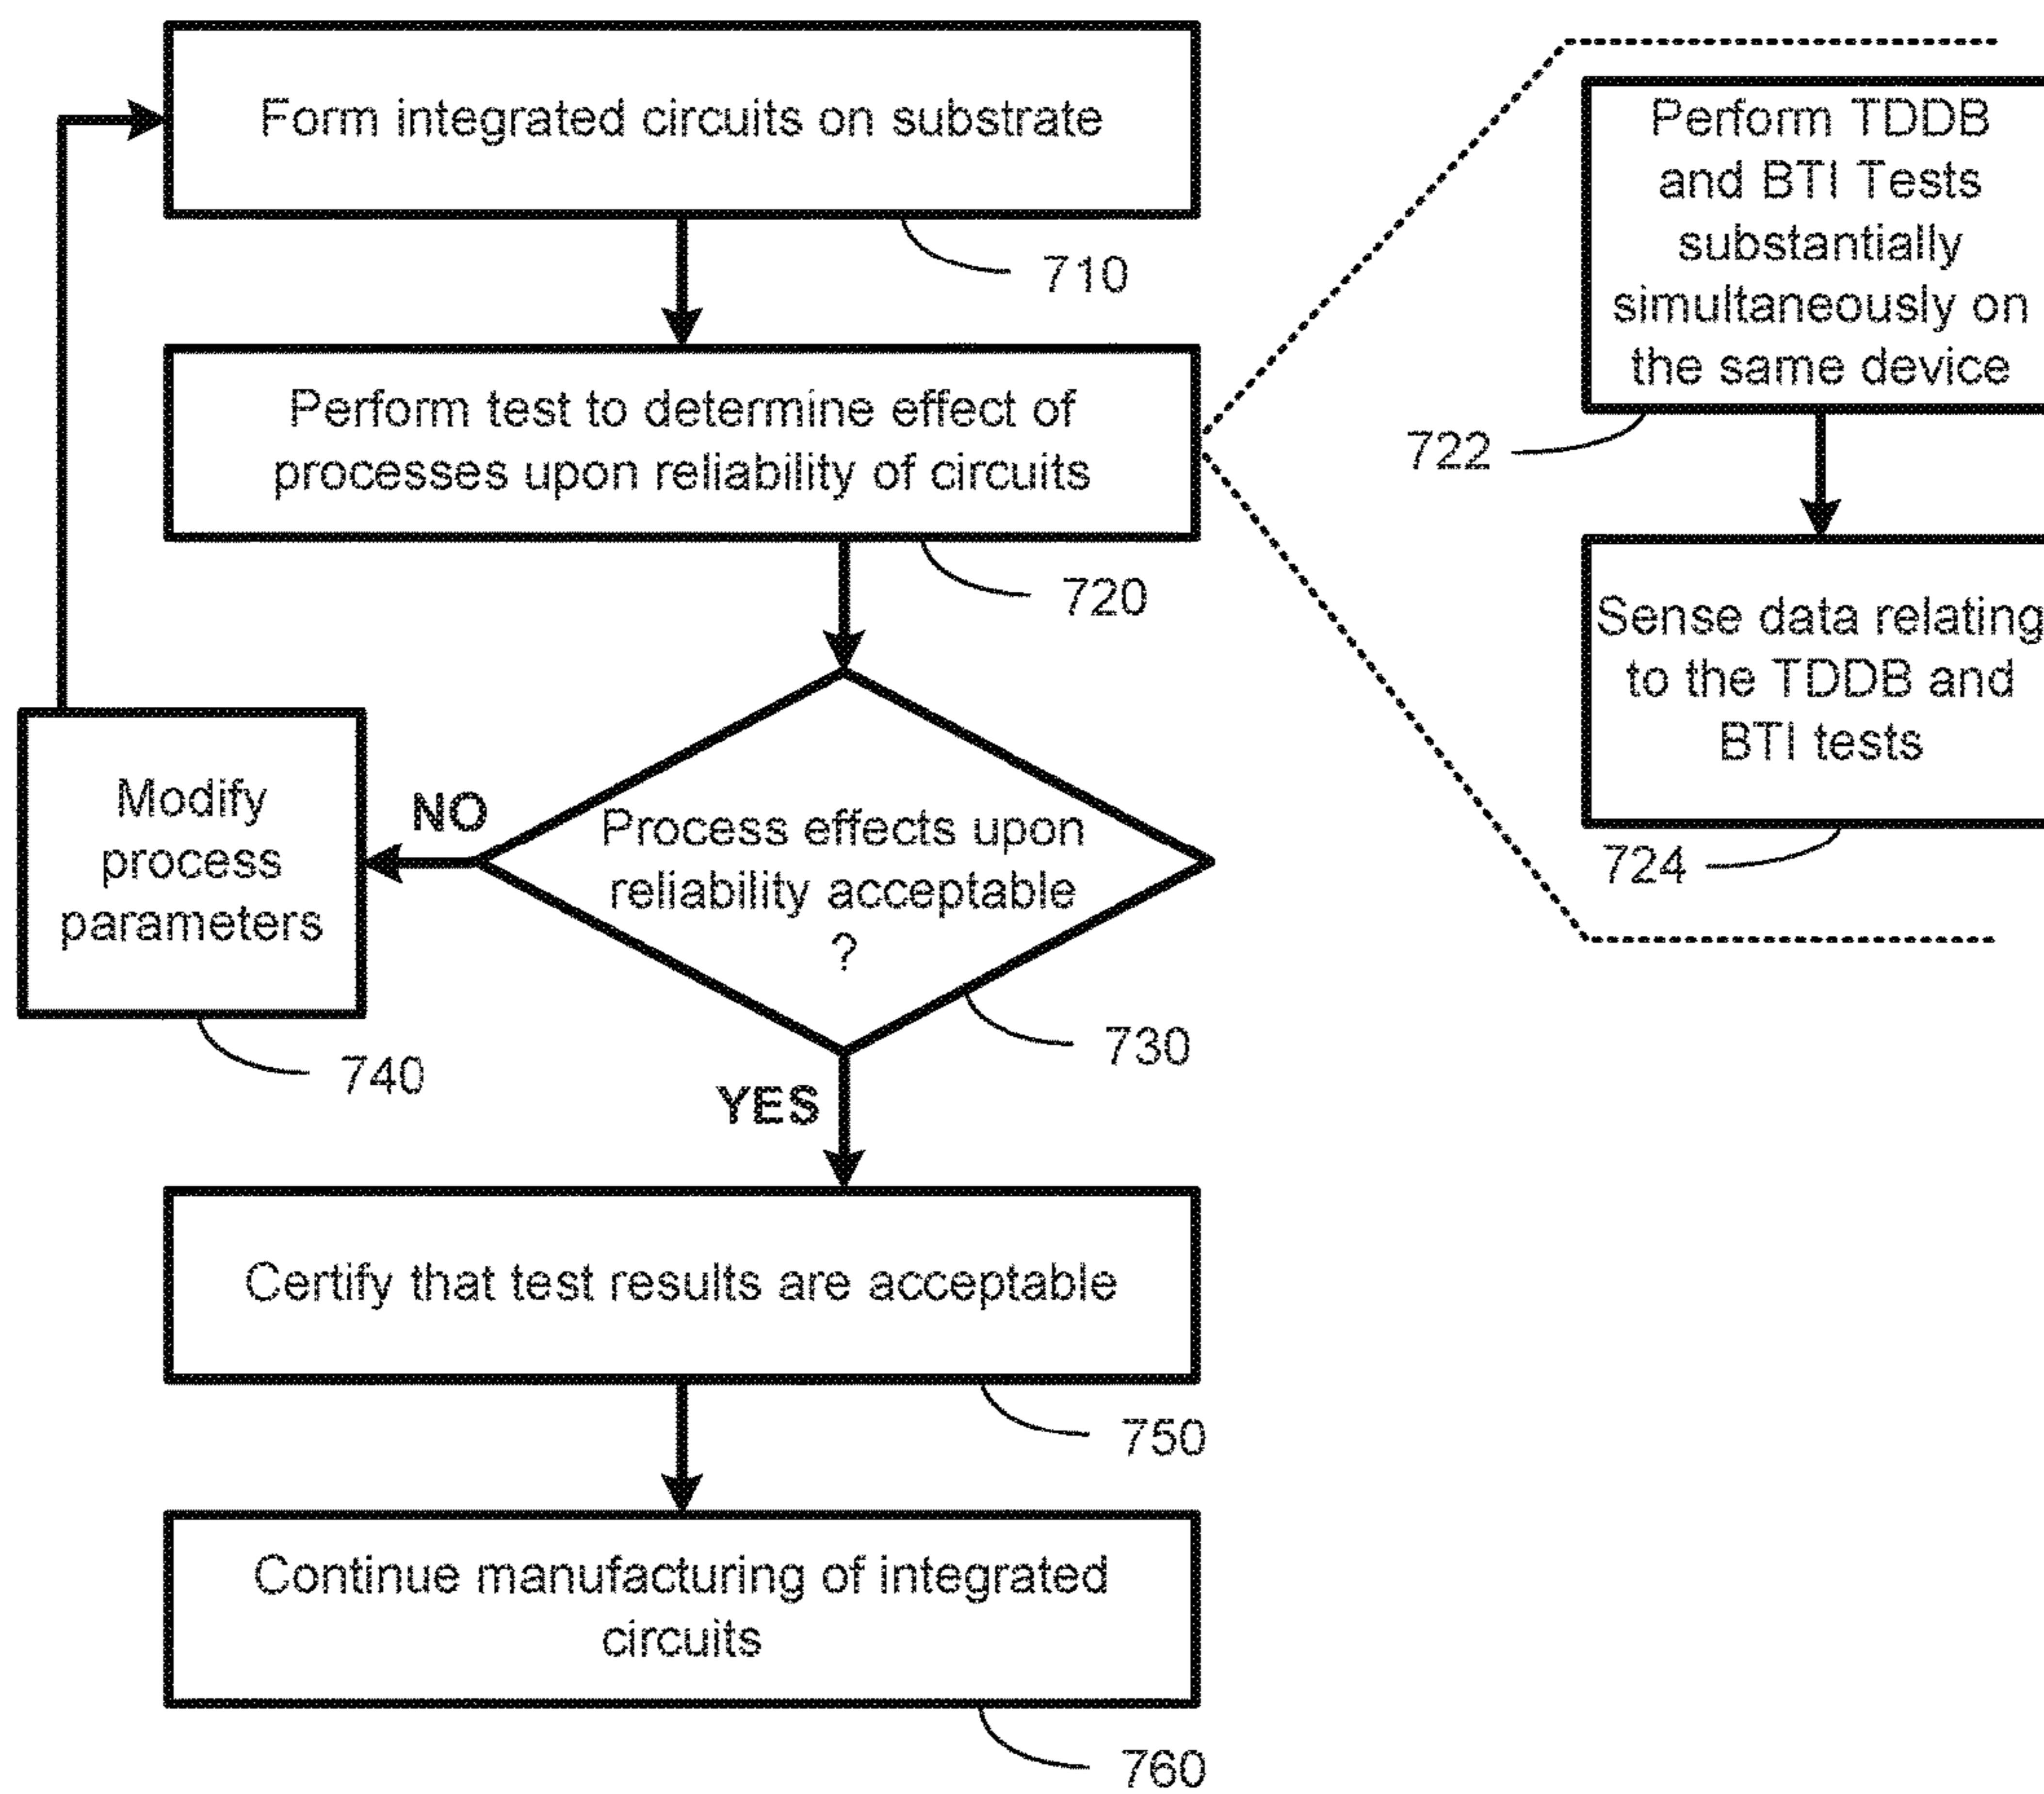 Form integrated circuits on substrate
710
Perform test to determine effect of
processes upon reliability of circuits
720
Perform TDDB
and BTI Tests
substantially
simultaneously on
the same device
722
Sense data relating
to the TDDB and
BTI tests
724
Process effects upon
reliability acceptable
?
730
NO
Modify
process
parameters
740
YES
Certify that test results are acceptable
750
Continue manufacturing of integrated
circuits
760